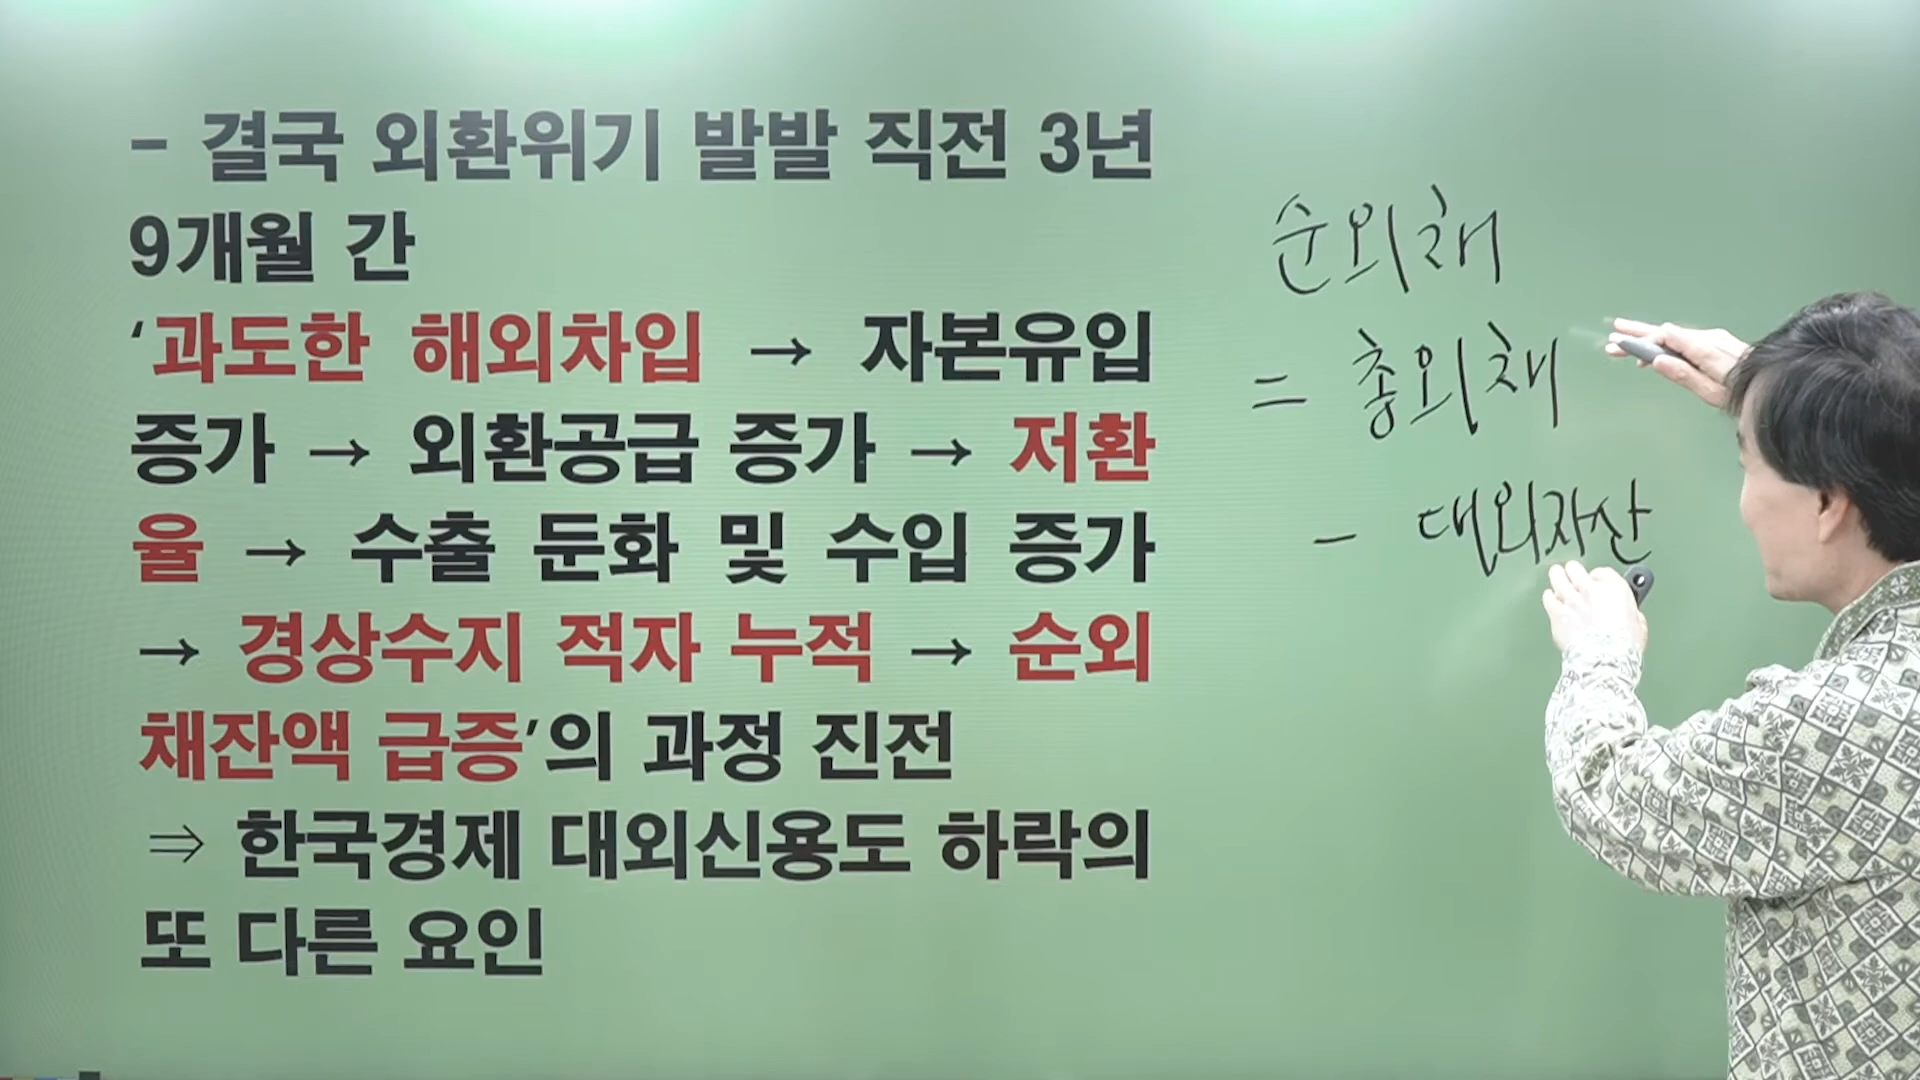 - 결국 외환위기 발발 직전 3년
9개월 간
‘과도한 해외차입 → 자본유입
증가 → 외환공급 증가 → 저환
율 → 수출 둔화 및 수입 증가
→ 경상수지 적자 누적 → 순외
채잔액 급증’의 과정 진전
⇒ 한국경제 대외신용도 하락의
또 다른 요인
순외채
= 총외채
- 대외자산